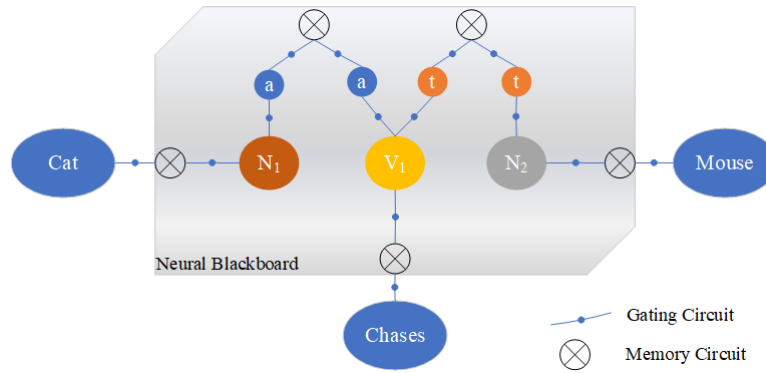 a
a
t
t
Cat
N₁
V₁
N₂
Mouse
Neural Blackboard
Chases
Gating Circuit
Memory Circuit